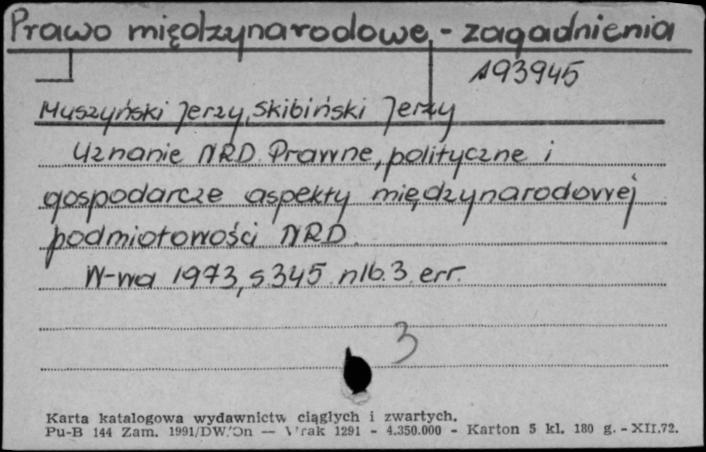 Prawo międzynarodowe - zagadnienia
193945
Muszyński Jerzy, Skibiński Jerzy
Uznanie NRD. Prawne, polityczne i
gospodarcze aspekty międzynarodowej
podmiotowości NRD.
W-wa 1973, s. 345. nlb. 3. err.
3
Karta katalogowa wydawnictw ciągłych i zwartych.
Pu-B 144 Zam. 1991/DW. — 1291 - 4.350.000 - Karton 5 kl. 180 g. - XII.72.